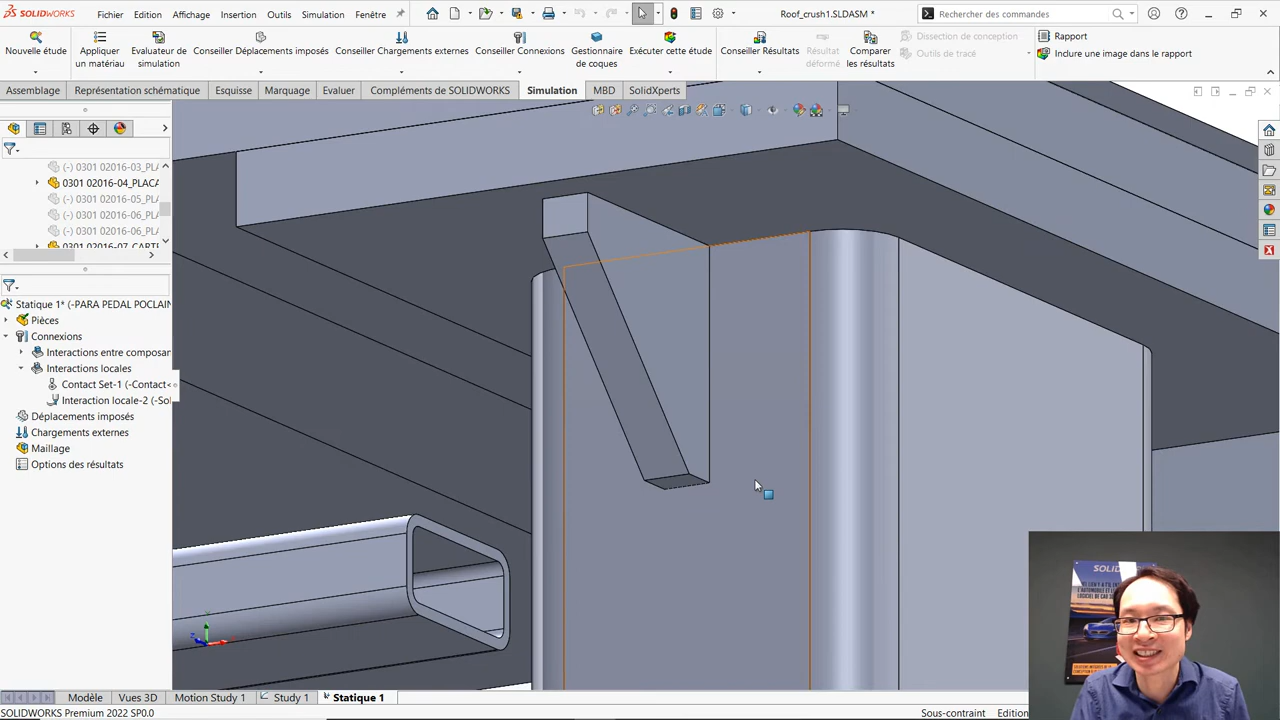 SOLIDWORKS
Fichier Edition Affichage Insertion Outils Simulation Fenêtre
Roof_crush1.SLDASM *
Rechercher des commandes
Nouvelle étude
Appliquer un matériau
Evaluateur de simulation
Conseiller Déplacements imposés
Conseiller Chargements externes
Conseiller Connexions
Gestionnaire de coques
Exécuter cette étude
Conseiller Résultats
Résultat déformé
Comparer les résultats
Dissection de conception
Outils de tracé
Rapport
Inclure une image dans le rapport
Assemblage Représentation schématique Esquisse Marquage Evaluer Compléments de SOLIDWORKS Simulation MBD SolidXperts
(-) 0301 02016-03_PLA
0301 02016-04_PLACA
(-) 0301 02016-05_PLA
(-) 0301 02016-06_PLA
0301 02016-07_CARTE
Statique 1* (-PARA PEDAL POCLAIN
Pièces
Connexions
Interactions entre composan
Interactions locales
Contact Set-1 (-Contact<
Interaction locale-2 (-Sol
Déplacements imposés
Chargements externes
Maillage
Options des résultats
Modèle Vues 3D Motion Study 1 Study 1 Statique 1
SOLIDWORKS Premium 2022 SP0.0
Sous-contraint Edition